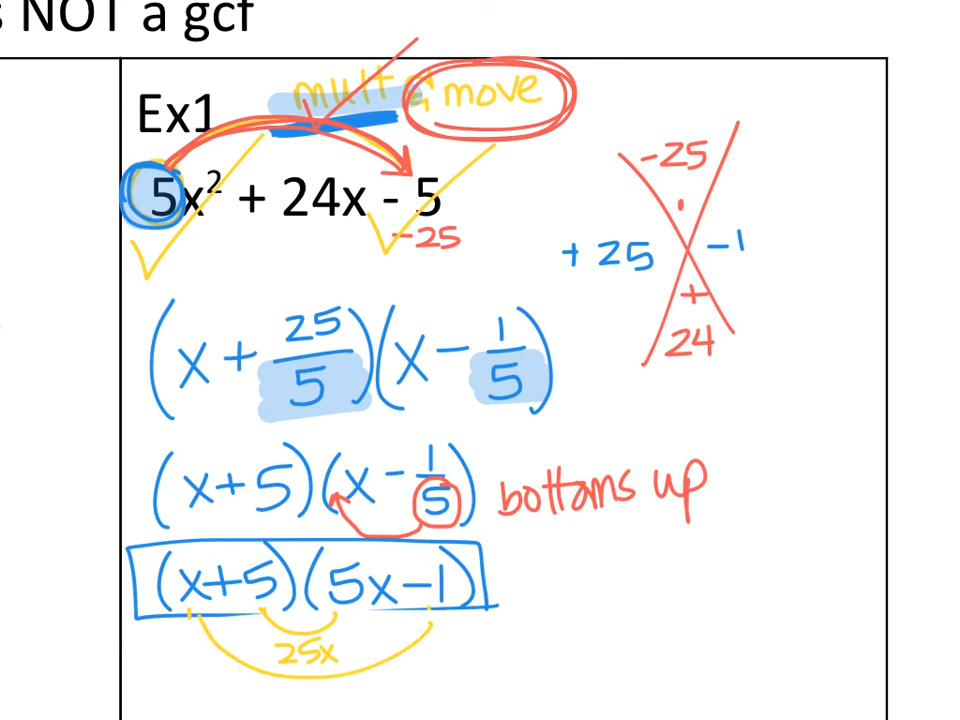 s NOT a gcf
Ex1 mult & move
5x² + 24x - 5
-25
-25
·
+ 25 -1
+
24
(x + 25/5)(x - 1/5)
(x+5)(x - 1/5) bottoms up
(x+5)(5x-1)
25x